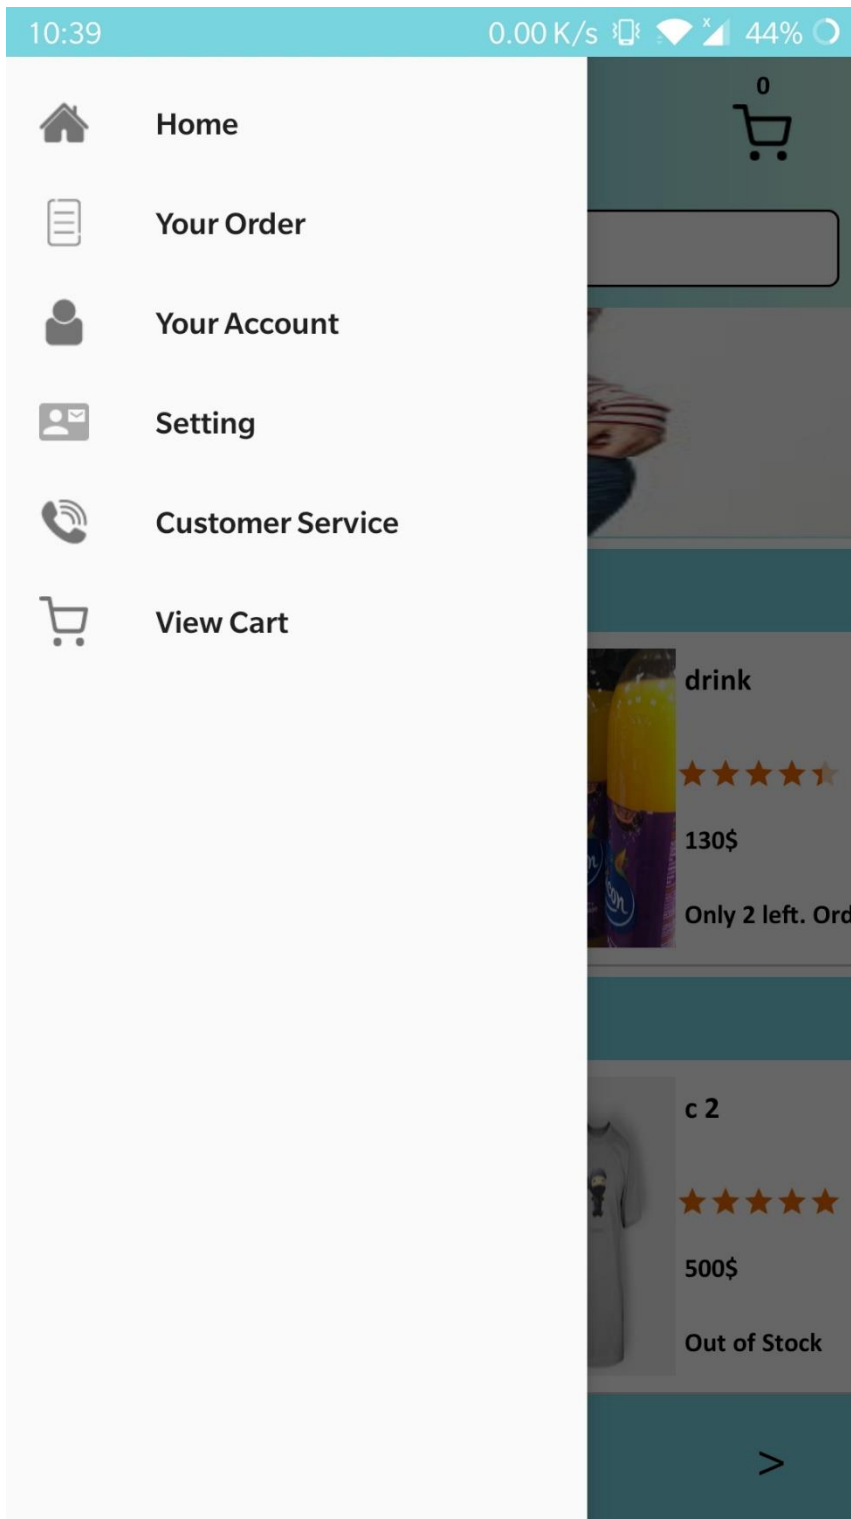 10:39 0.00 K/s 44%
Home
Your Order
Your Account
Setting
Customer Service
View Cart
0
drink
130$
Only 2 left. Ord
c 2
500$
Out of Stock
>